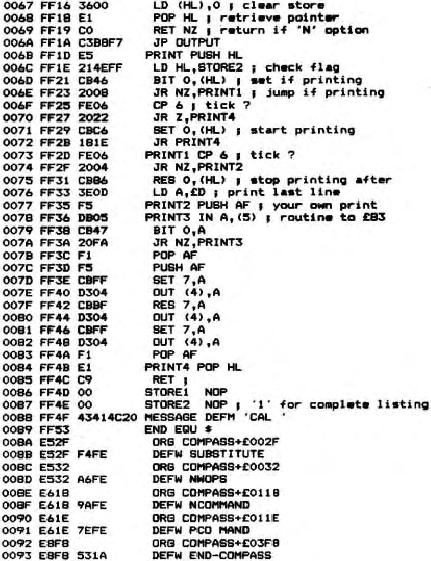 0067 FF16 3600 LD (HL),0 ; clear store
0068 FF18 E1 POP HL ; retrieve pointer
0069 FF19 C0 RET NZ ; return if 'N' option
006A FF1A C3B8F7 JP OUTPUT
006B FF1D E5 PRINT PUSH HL
006C FF1E 214EFF LD HL,STORE2 ; check flag
006D FF21 CB46 BIT 0,(HL) ; set if printing
006E FF23 2008 JR NZ,PRINT1 ; jump if printing
006F FF25 FE06 CP 6 ; tick ?
0070 FF27 2022 JR Z,PRINT4
0071 FF29 CBC6 SET 0,(HL) ; start printing
0072 FF2B 181E JR PRINT4
0073 FF2D FE06 PRINT1 CP 6 ; tick ?
0074 FF2F 2004 JR NZ,PRINT2
0075 FF31 CB86 RES 0,(HL) ; stop printing after
0076 FF33 3E0D LD A,£D ; print last line
0077 FF35 F5 PRINT2 PUSH AF ; your own print
0078 FF36 DB05 PRINT3 IN A,(5) ; routine to £83
0079 FF38 CB47 BIT 0,A
007A FF3A 20FA JR NZ,PRINT3
007B FF3C F1 POP AF
007C FF3D F5 PUSH AF
007D FF3E CBFF SET 7,A
007E FF40 D304 OUT (4),A
007F FF42 CBBF RES 7,A
0080 FF44 D304 OUT (4),A
0081 FF46 CBFF SET 7,A
0082 FF48 D304 OUT (4),A
0083 FF4A F1 POP AF
0084 FF4B E1 PRINT4 POP HL
0085 FF4C C9 RET ;
0086 FF4D 00 STORE1 NOP
0087 FF4E 00 STORE2 NOP ; '1' for complete listing
0088 FF4F 43414C20 MESSAGE DEFM 'CAL '
0089 FF53 END EQU *
008A E52F ORG COMPASS+£002F
008B E52F F4FE DEFW SUBSTITUTE
008C E532 ORG COMPASS+£0032
008D E532 A6FE DEFW NWOPS
008E E618 ORG COMPASS+£0118
008F E618 9AFE DEFW NCOMMAND
0090 E61E ORG COMPASS+£011E
0091 E61E 7EFE DEFW PCO MAND
0092 E8F8 ORG COMPASS+£03F8
0093 E8F8 531A DEFW END-COMPASS